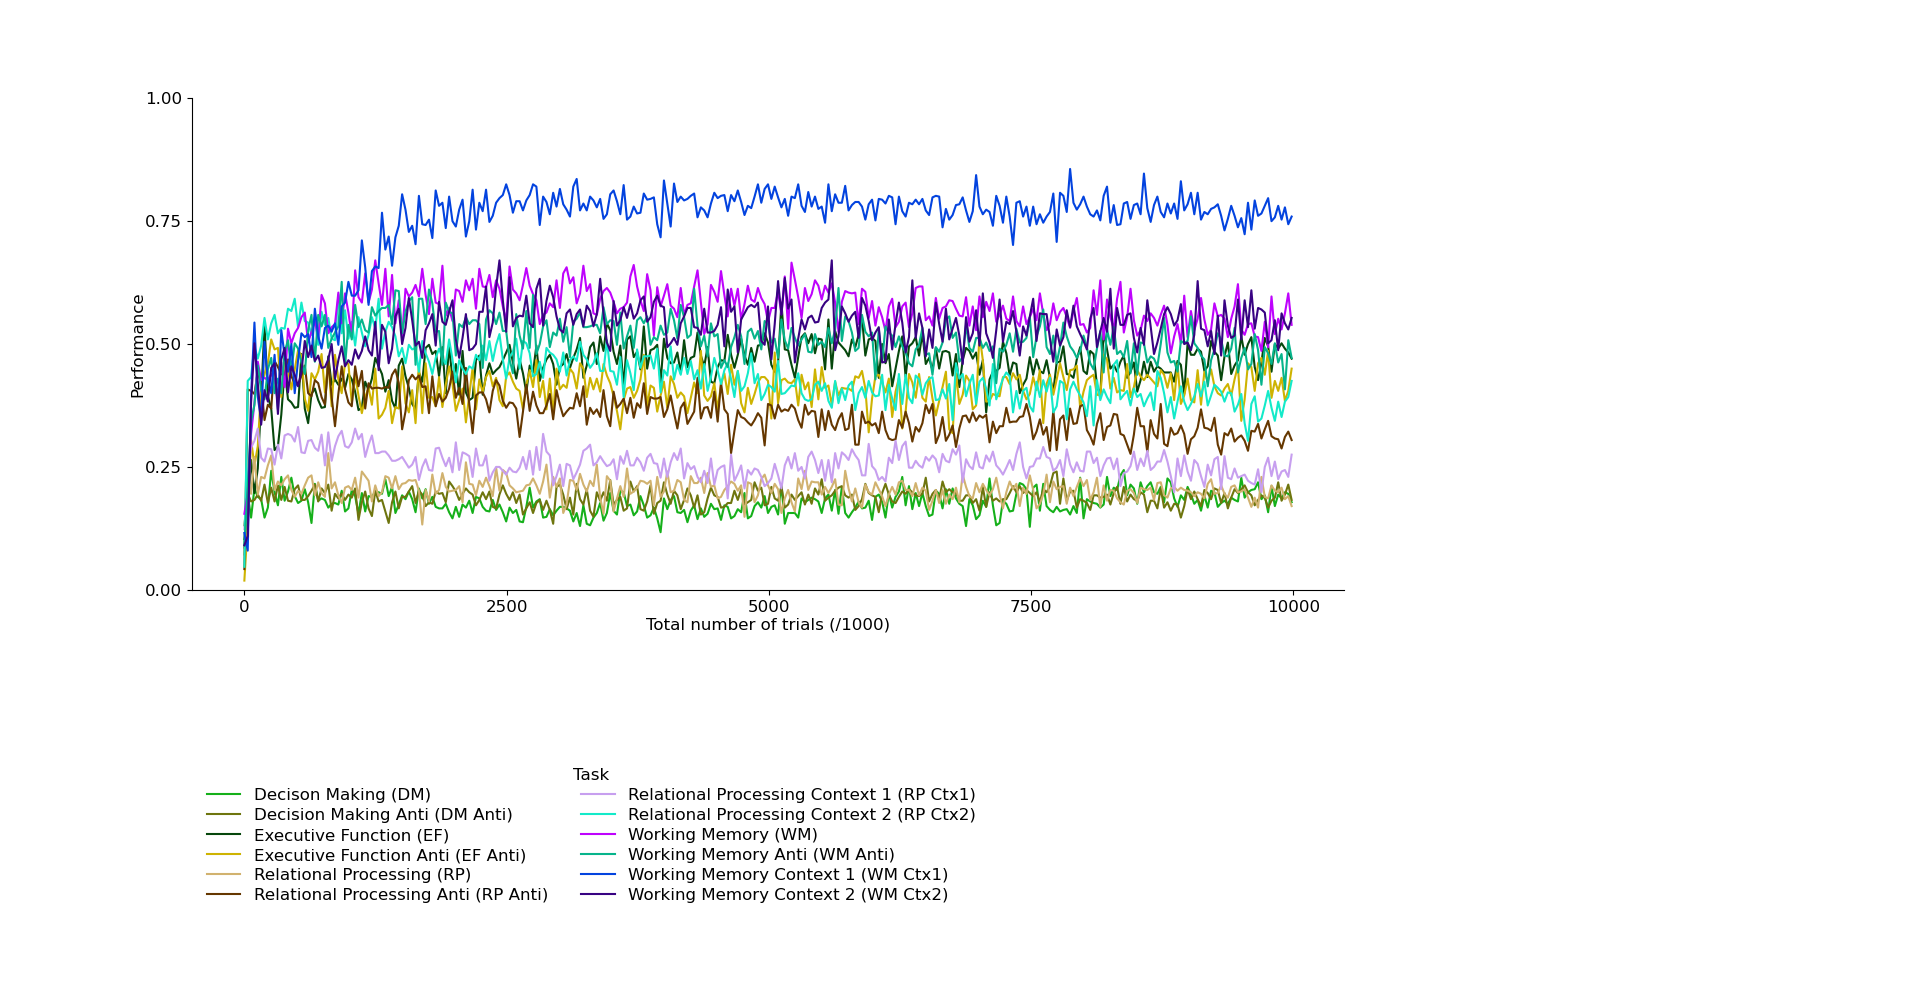 1.00
0.75
0.50
0.25
0.00
Performance
0
2500
5000
7500
10000
Total number of trials (/1000)
Task
Decison Making (DM)
Decision Making Anti (DM Anti)
Executive Function (EF)
Executive Function Anti (EF Anti)
Relational Processing (RP)
Relational Processing Anti (RP Anti)
Relational Processing Context 1 (RP Ctx1)
Relational Processing Context 2 (RP Ctx2)
Working Memory (WM)
Working Memory Anti (WM Anti)
Working Memory Context 1 (WM Ctx1)
Working Memory Context 2 (WM Ctx2)